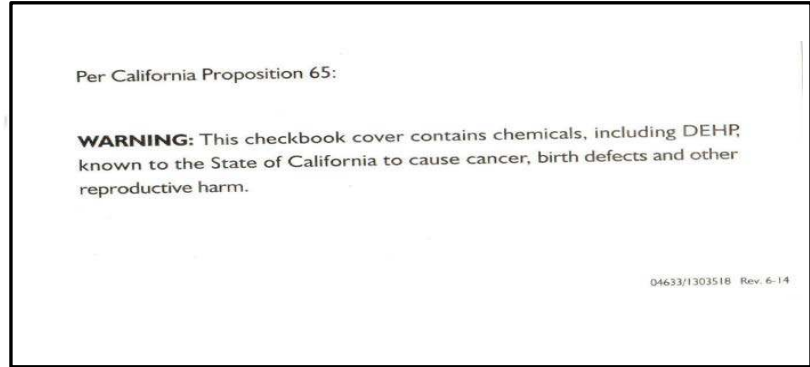 Per California Proposition 65:
WARNING: This checkbook cover contains chemicals, including DEHP,
known to the State of California to cause cancer, birth defects and other
reproductive harm.
04633/1303518 Rev. 6-14